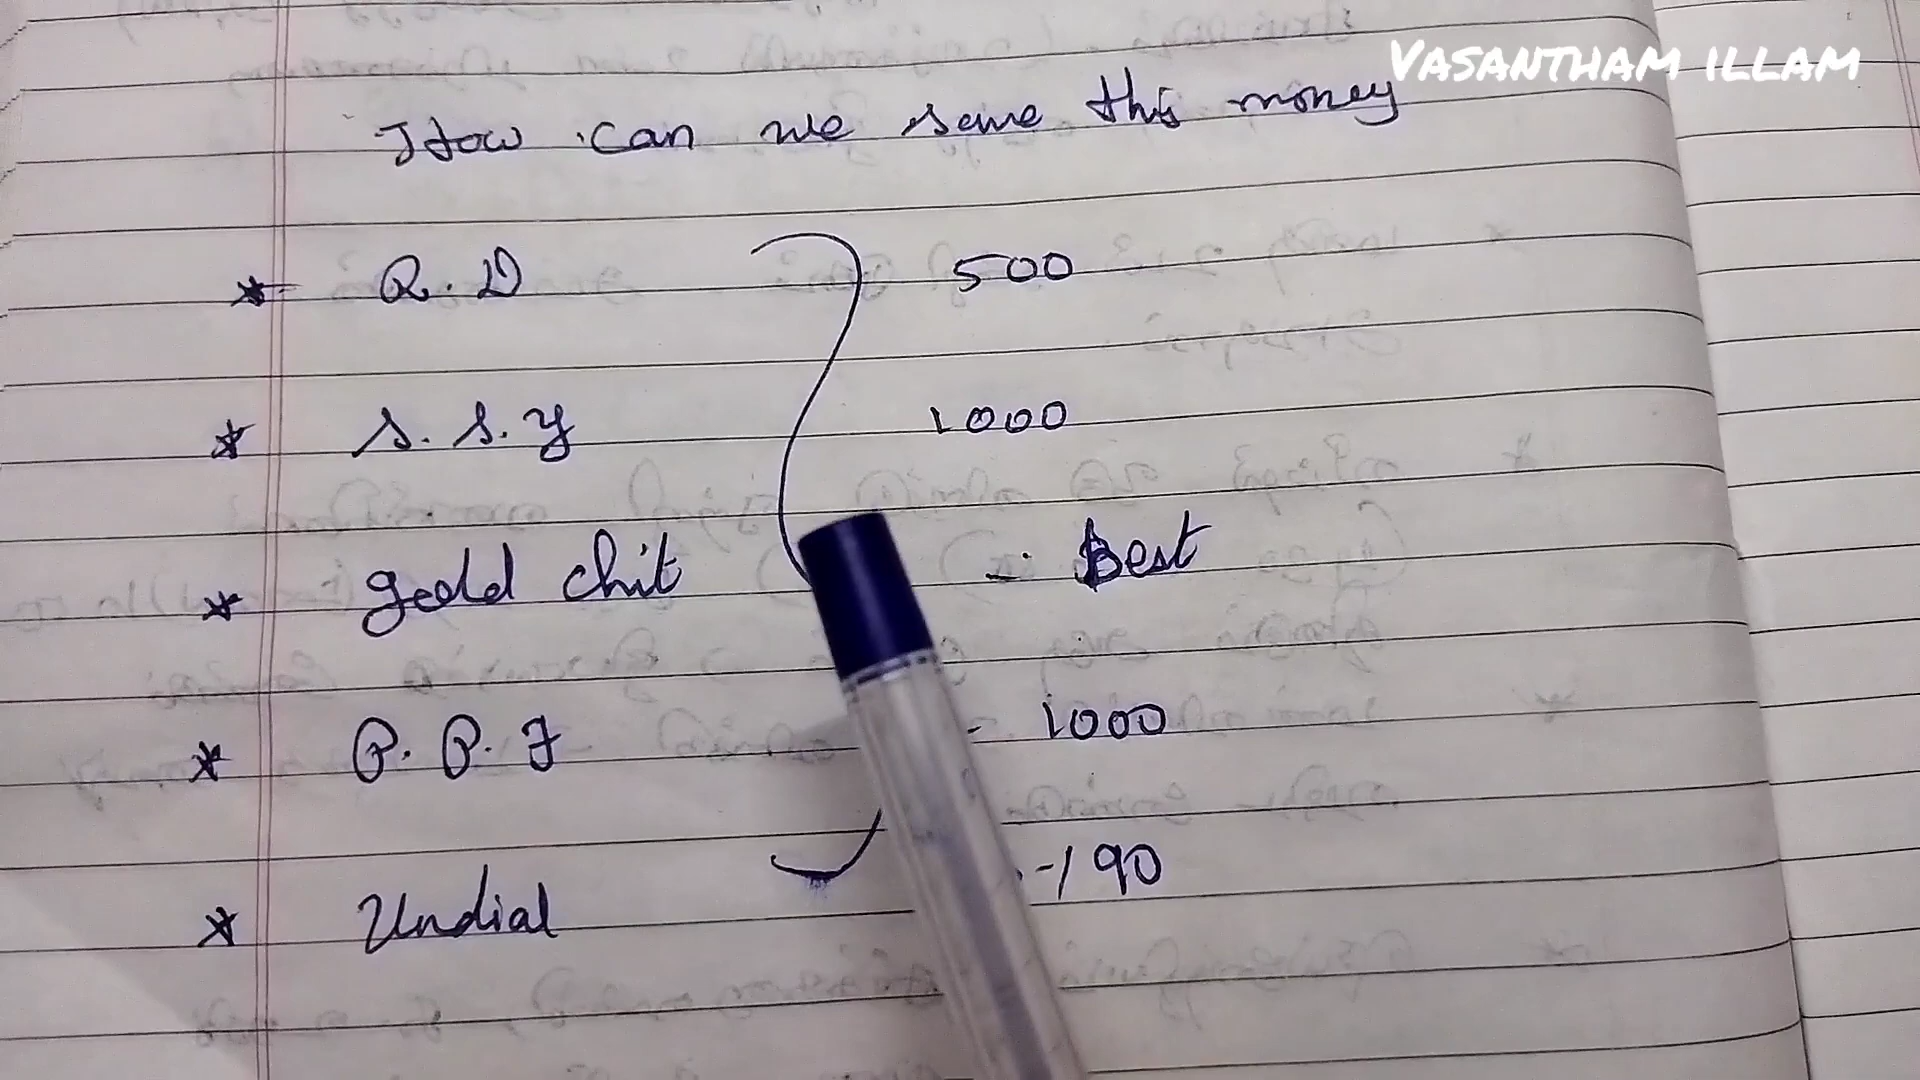 VASANTHAM ILLAM
How can we save this money
* R.D 500
* S.S.Y 1000
* gold chit - Best
* P.P.F - 1000
* Undial - 190